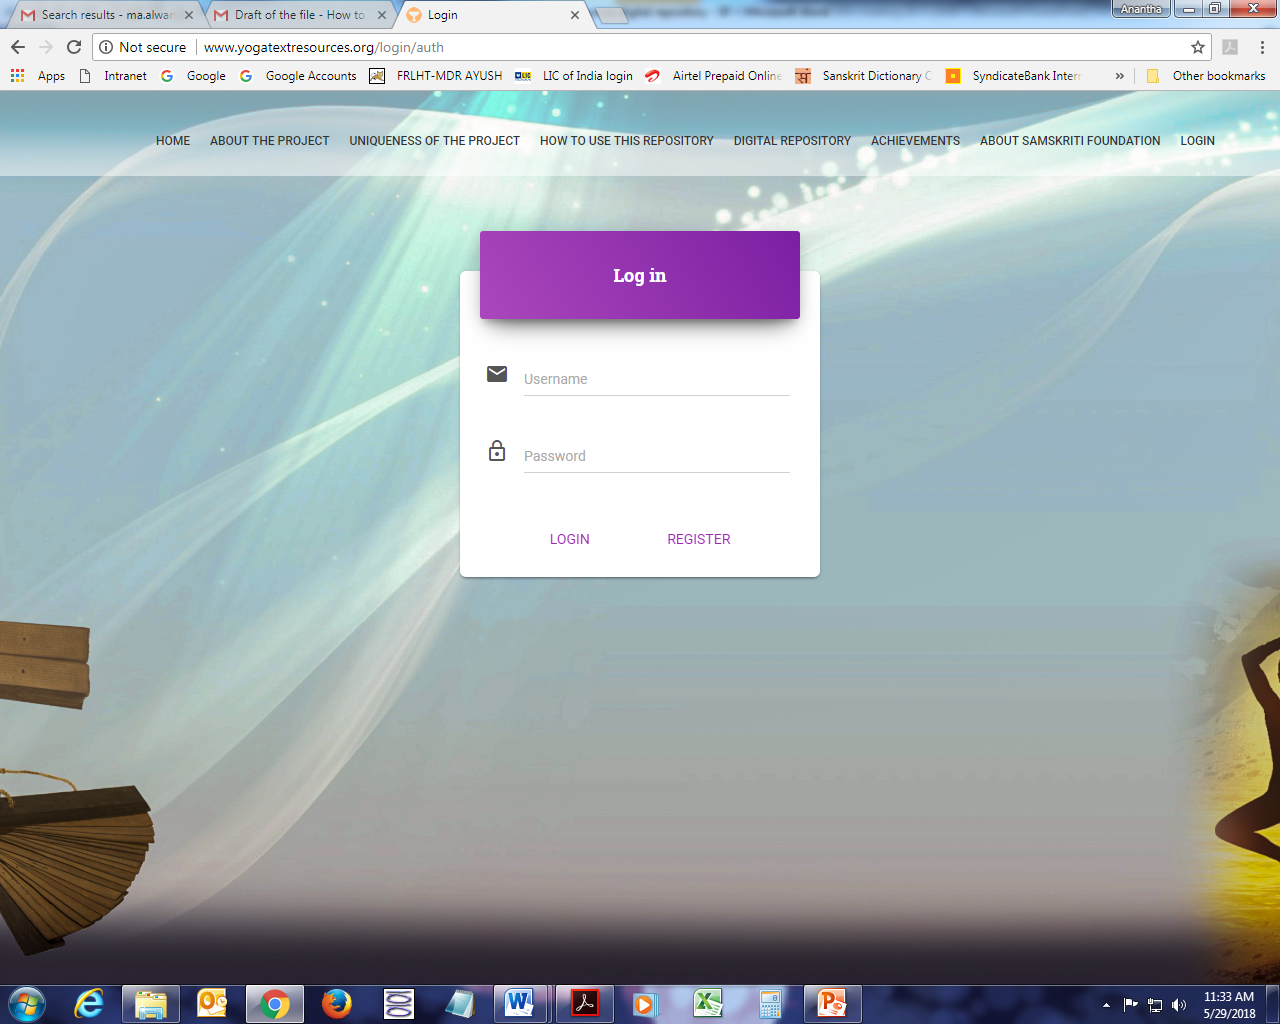 Search results - ma.alwar
Draft of the file - How to
Login
Anantha
Not secure www.yogatextresources.org/login/auth
Apps Intranet Google Google Accounts FRLHT-MDR AYUSH LIC of India login Airtel Prepaid Online Sanskrit Dictionary SyndicateBank Intern » Other bookmarks
HOME ABOUT THE PROJECT UNIQUENESS OF THE PROJECT HOW TO USE THIS REPOSITORY DIGITAL REPOSITORY ACHIEVEMENTS ABOUT SAMSKRITI FOUNDATION LOGIN
Log in
Username
Password
LOGIN REGISTER
11:33 AM
5/29/2018